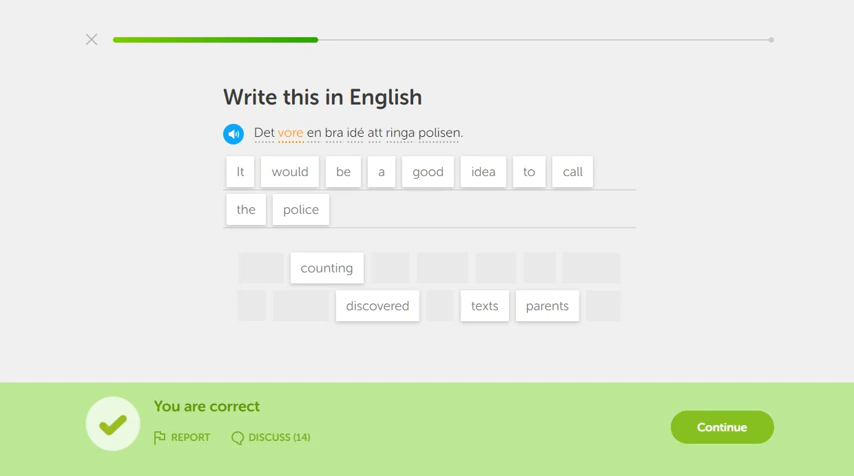 Write this in English
Det vore en bra idé att ringa polisen.
It would be a good idea to call
the police
counting
discovered texts parents
You are correct
REPORT DISCUSS (14)
Continue